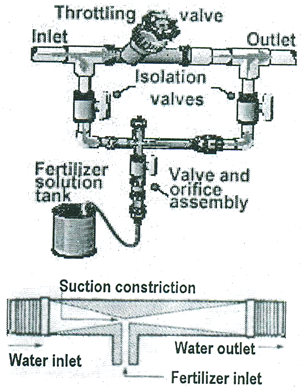 Throttling valve
Inlet
Outlet
Isolation
valves
Fertilizer
solution
tank
Valve and
orifice
assembly
Suction constriction
Water inlet
Water outlet
Fertilizer inlet